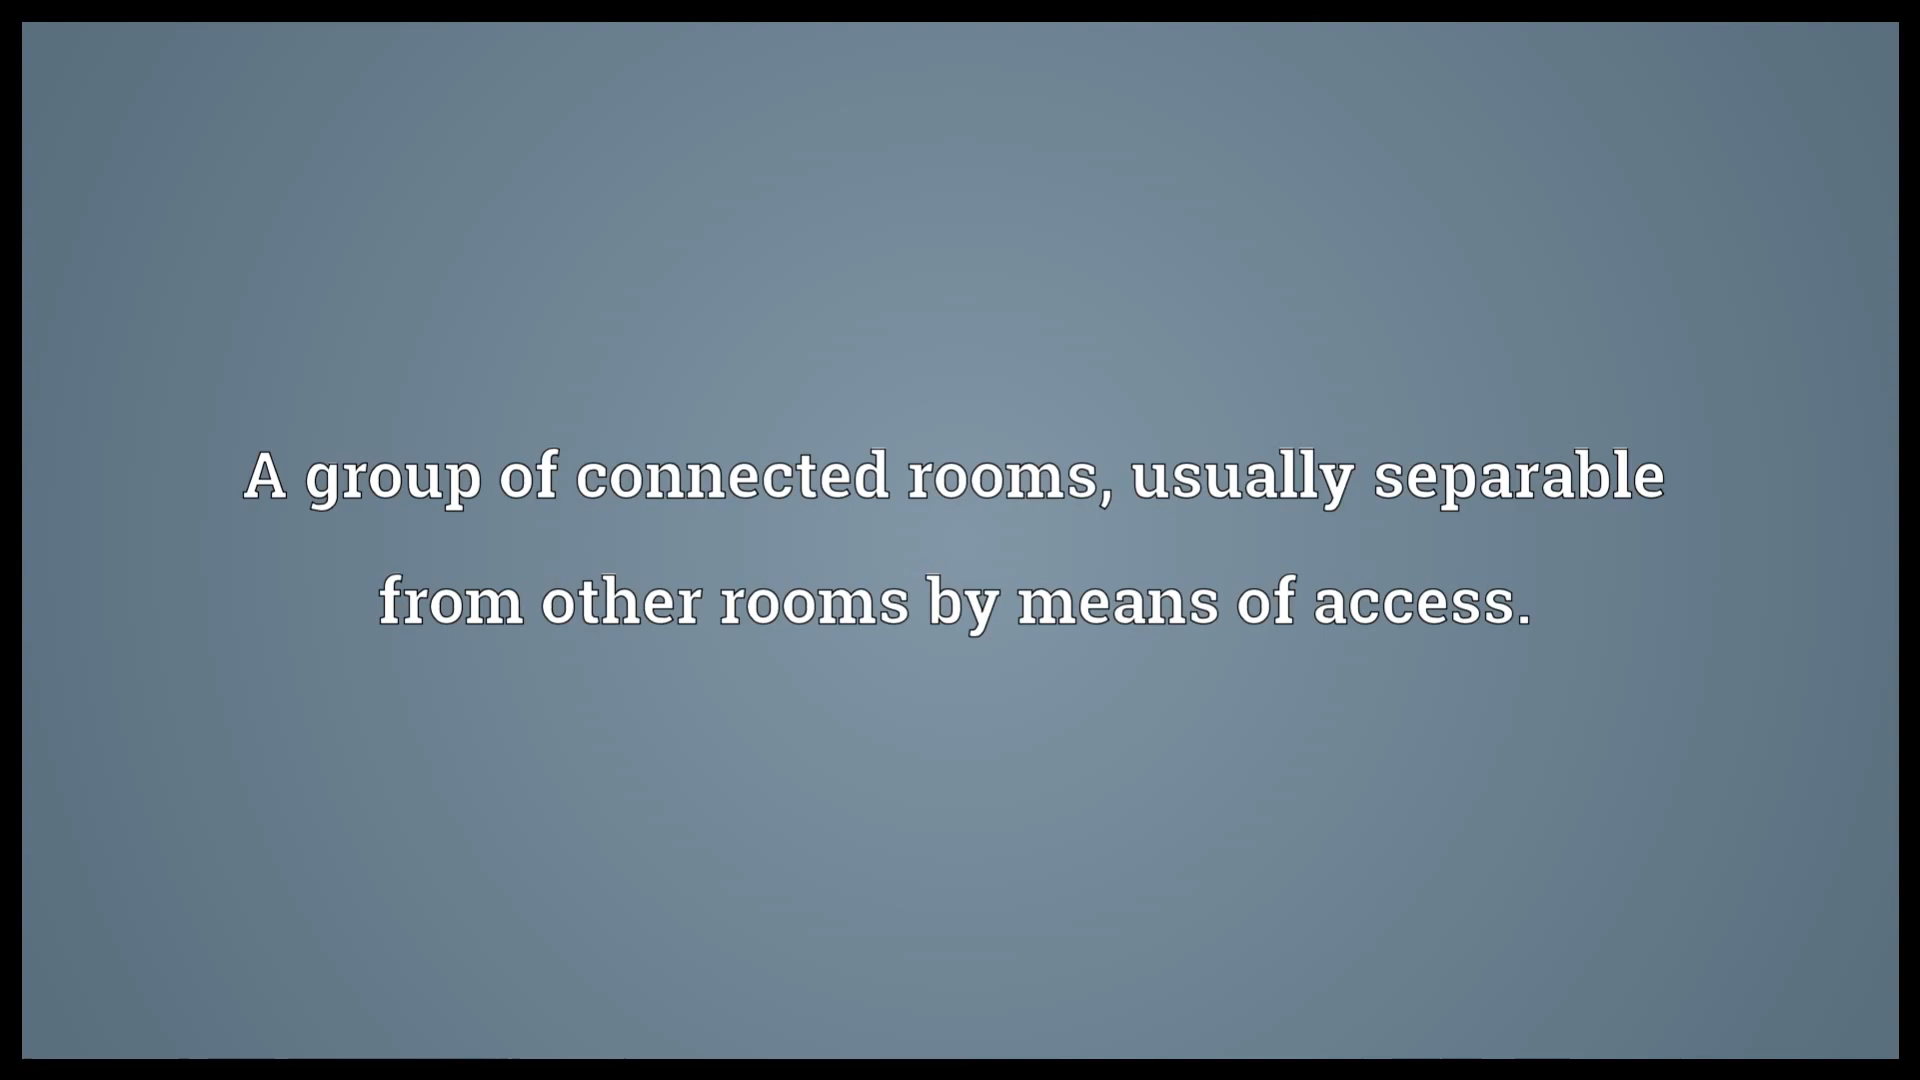 A group of connected rooms, usually separable
from other rooms by means of access.